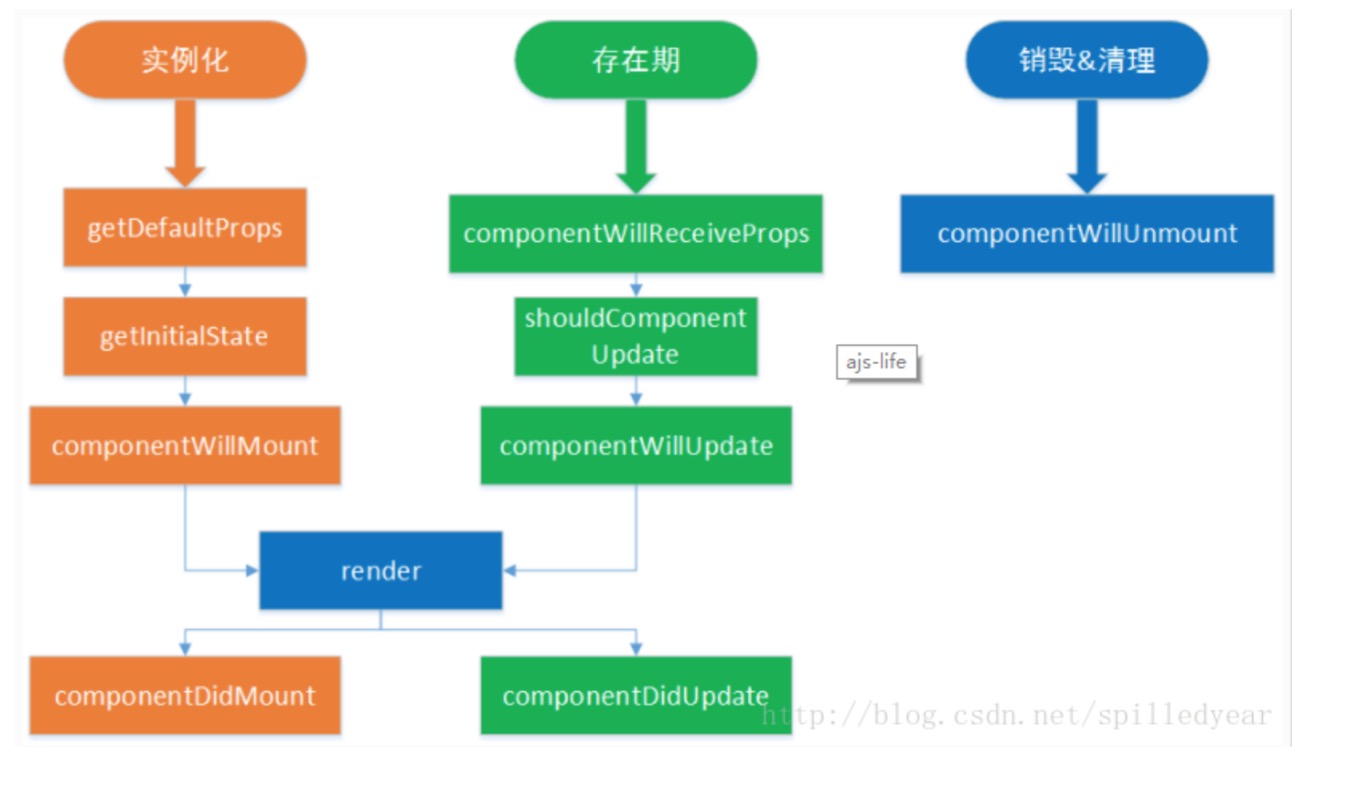 实例化
存在期
销毁&清理
getDefaultProps
componentWillReceiveProps
componentWillUnmount
getInitialState
shouldComponent
Update
ajs-life
componentWillMount
componentWillUpdate
render
componentDidMount
componentDidUpdate
http://blog.csdn.net/spilledyear